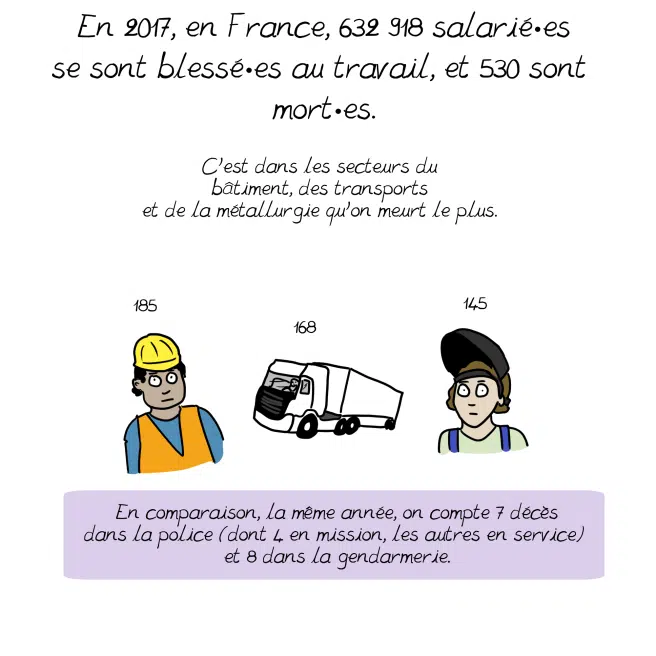 En 2017, en France, 632 918 salarié•es
se sont blessé•es au travail, et 530 sont
mort•es.
C'est dans les secteurs du
bâtiment, des transports
et de la métallurgie qu'on meurt le plus.
185
168
145
En comparaison, la même année, on compte 7 décès
dans la police (dont 4 en mission, les autres en service)
et 8 dans la gendarmerie.